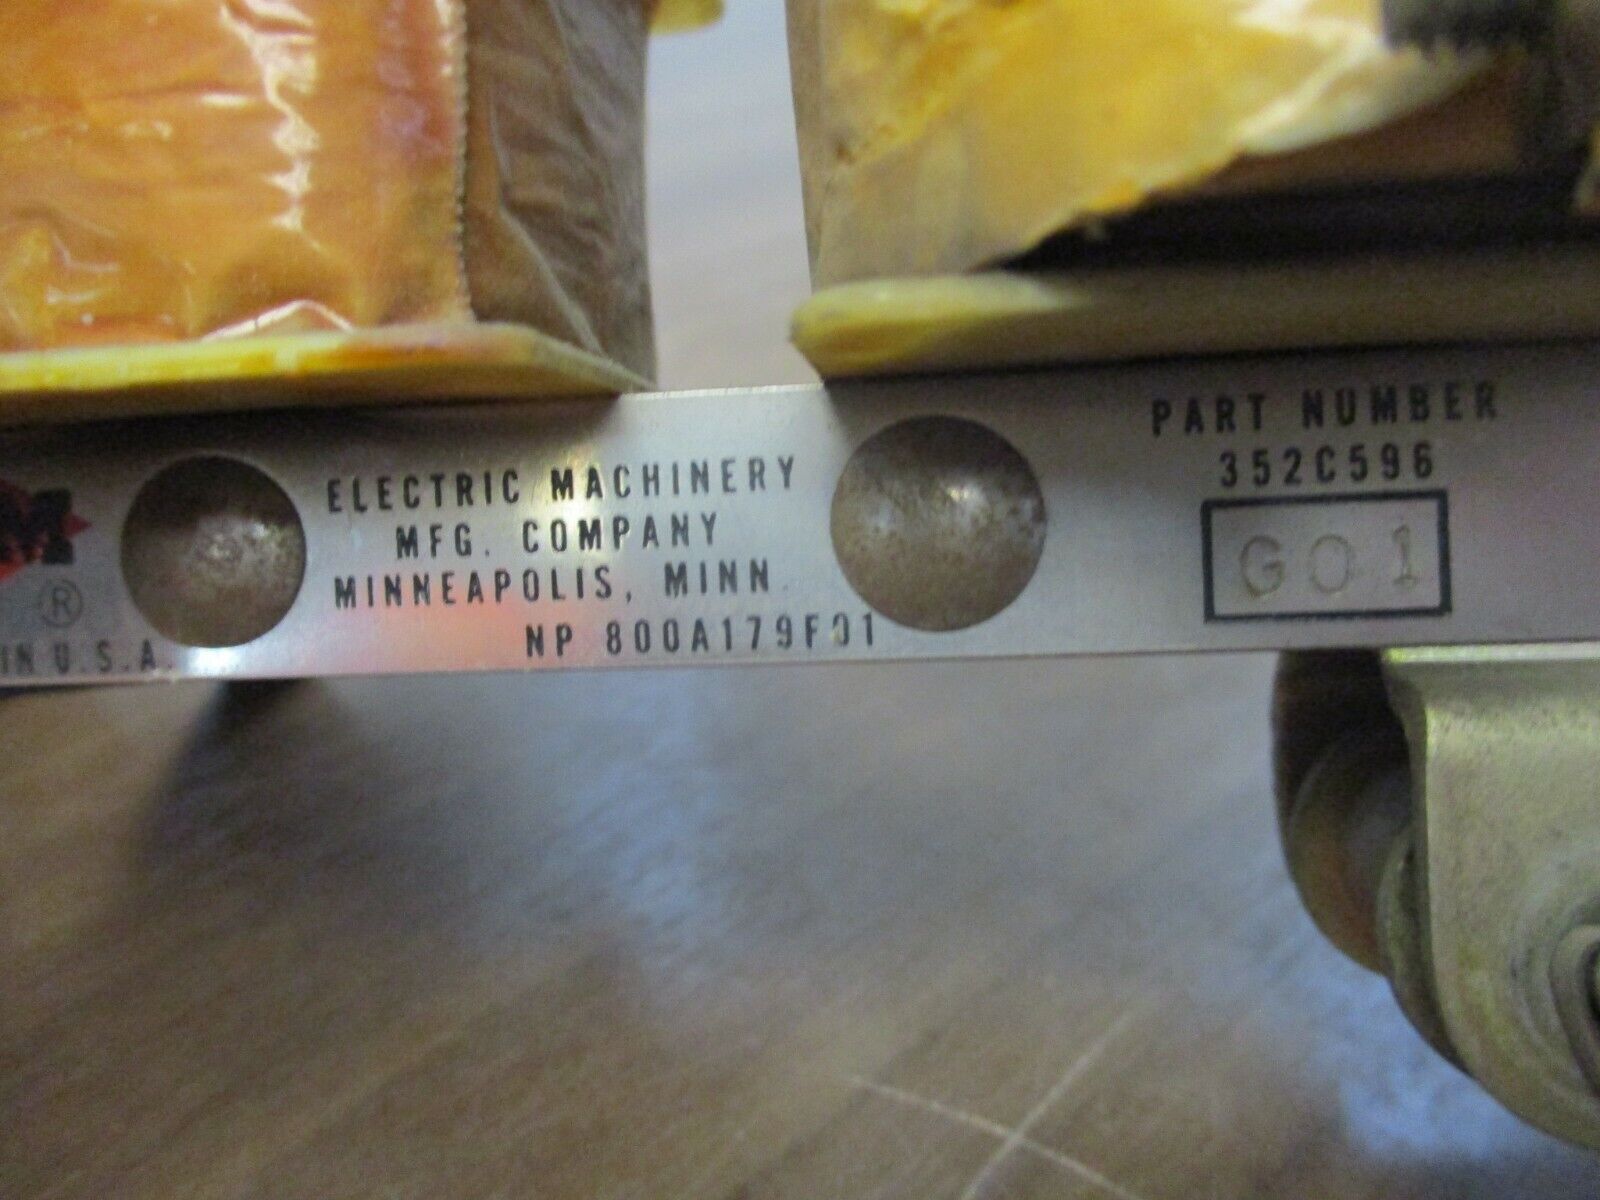 M
®
IN U.S.A.
ELECTRIC MACHINERY
MFG. COMPANY
MINNEAPOLIS, MINN.
NP 800A179F01
PART NUMBER
352C596
G01